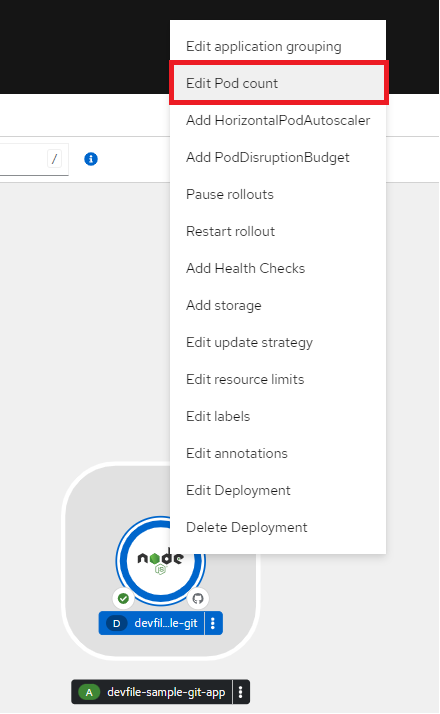 Edit application grouping
Edit Pod count
Add HorizontalPodAutoscaler
Add PodDisruptionBudget
/
Pause rollouts
Restart rollout
Add Health Checks
Add storage
Edit update strategy
Edit resource limits
Edit labels
Edit annotations
Edit Deployment
Delete Deployment
node
JS
D devfil...le-git
A devfile-sample-git-app